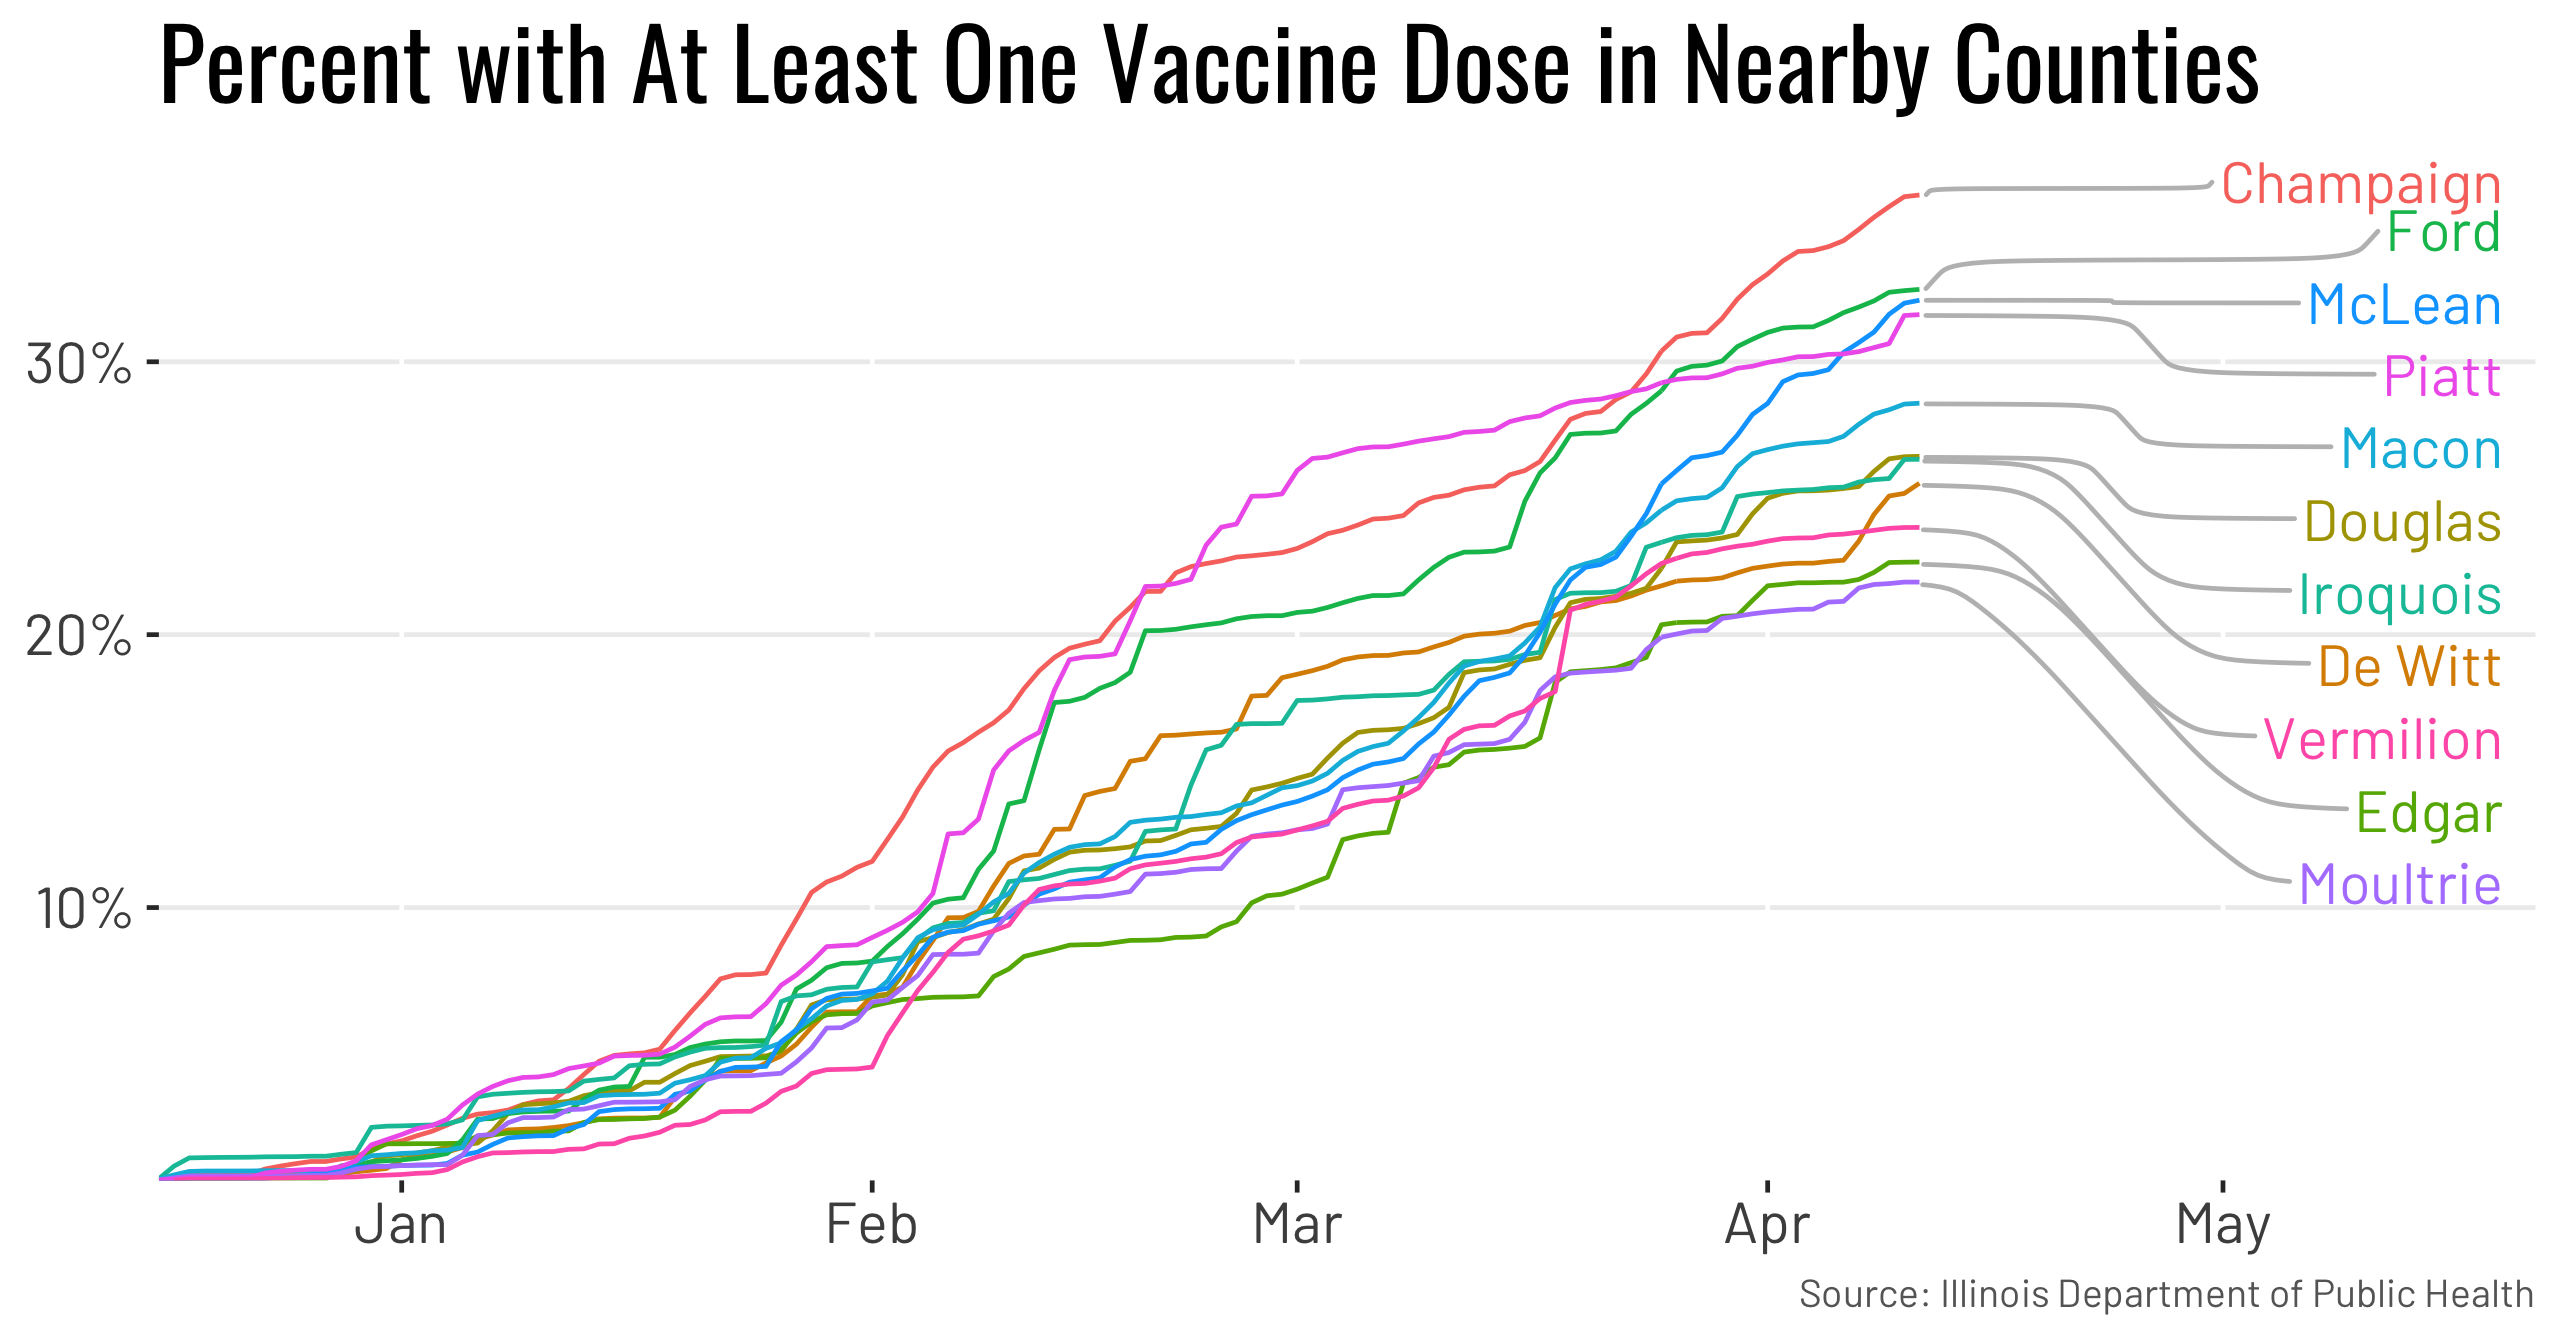 Percent with At Least One Vaccine Dose in Nearby Counties
Champaign
Ford
McLean
30%
Piatt
Macon
Douglas
Iroquois
20%
De Witt
Vermilion
Edgar
Moultrie
10%
Jan Feb Mar Apr May
Source: Illinois Department of Public Health